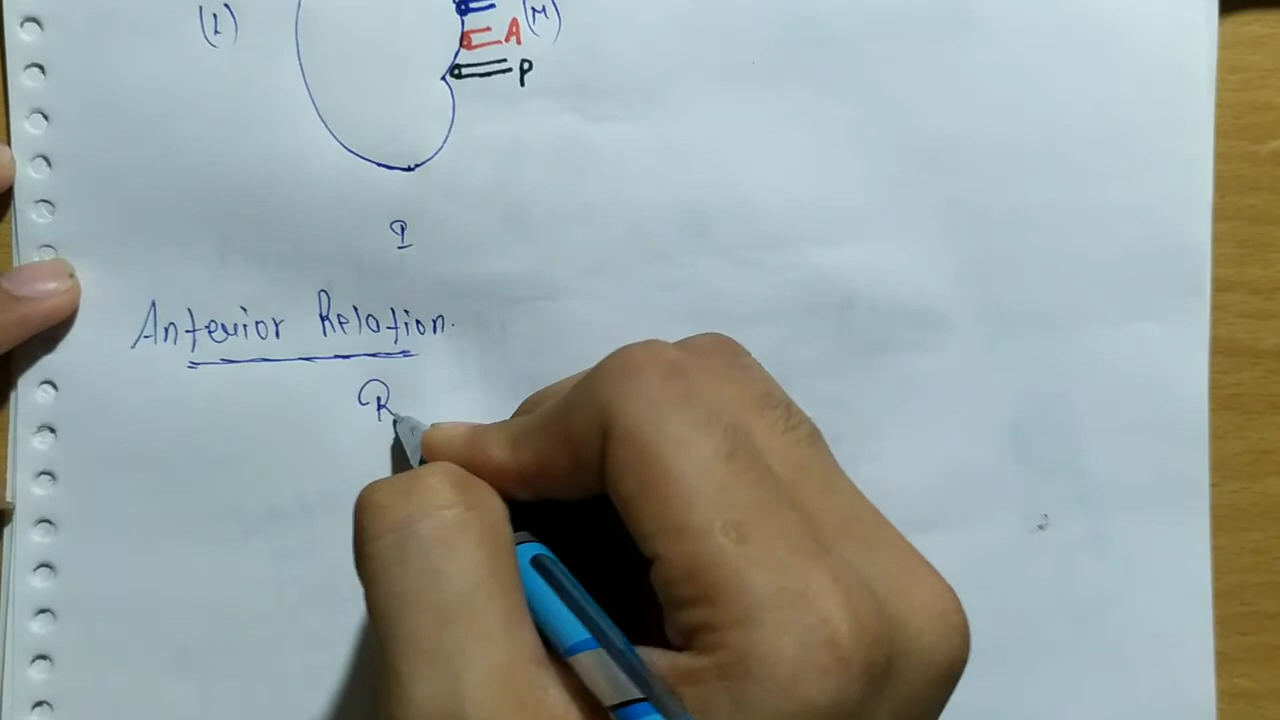 (L)
(M)
A
P
I
Anterior Relation.
R